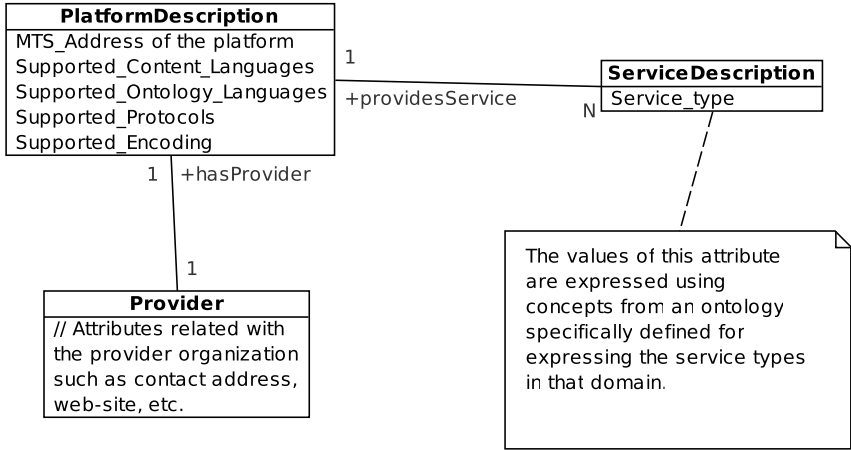 PlatformDescription
MTS_Address of the platform
Supported_Content_Languages
Supported_Ontology_Languages
Supported_Protocols
Supported_Encoding
1
+providesService
N
ServiceDescription
Service_type
1
+hasProvider
1
Provider
// Attributes related with
the provider organization
such as contact address,
web-site, etc.
The values of this attribute
are expressed using
concepts from an ontology
specifically defined for
expressing the service types
in that domain.